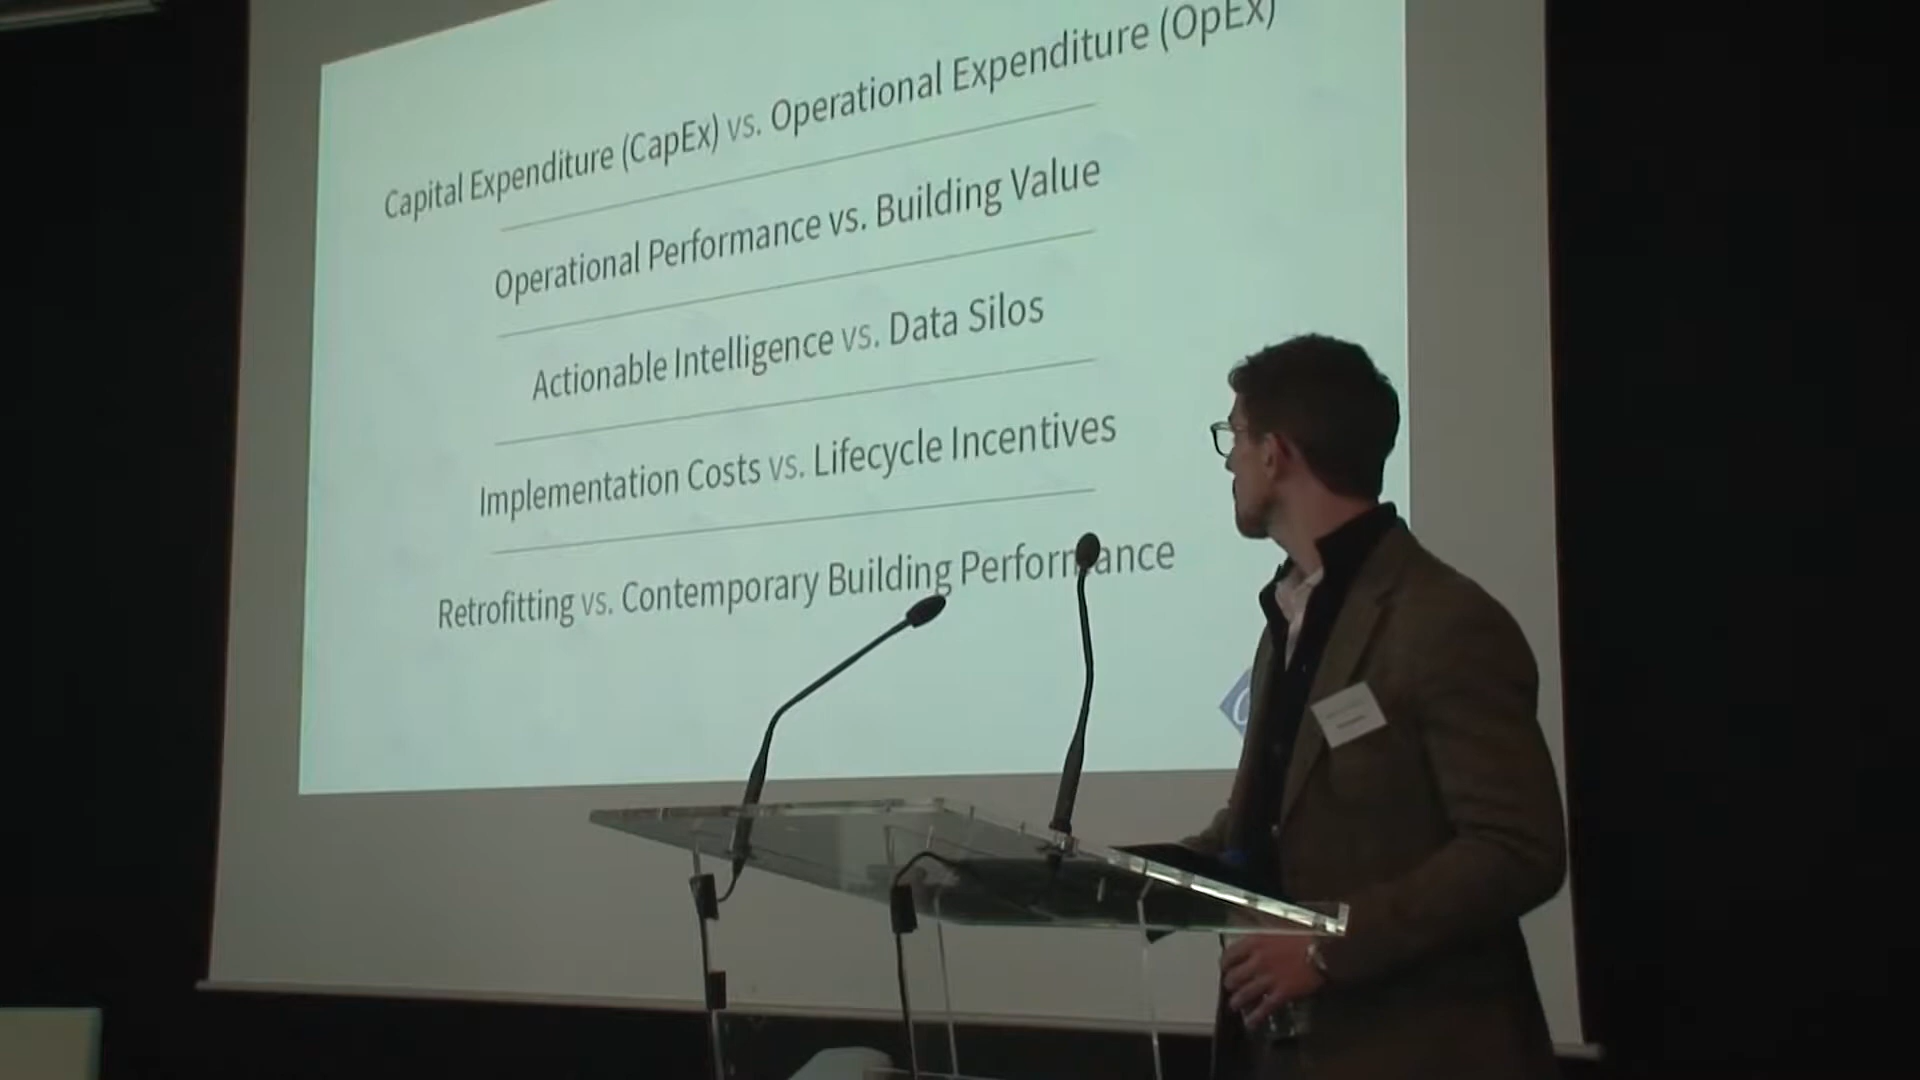 Capital Expenditure (CapEx) vs. Operational Expenditure (OpEx)
Operational Performance vs. Building Value
Actionable Intelligence vs. Data Silos
Implementation Costs vs. Lifecycle Incentives
Retrofitting vs. Contemporary Building Performance